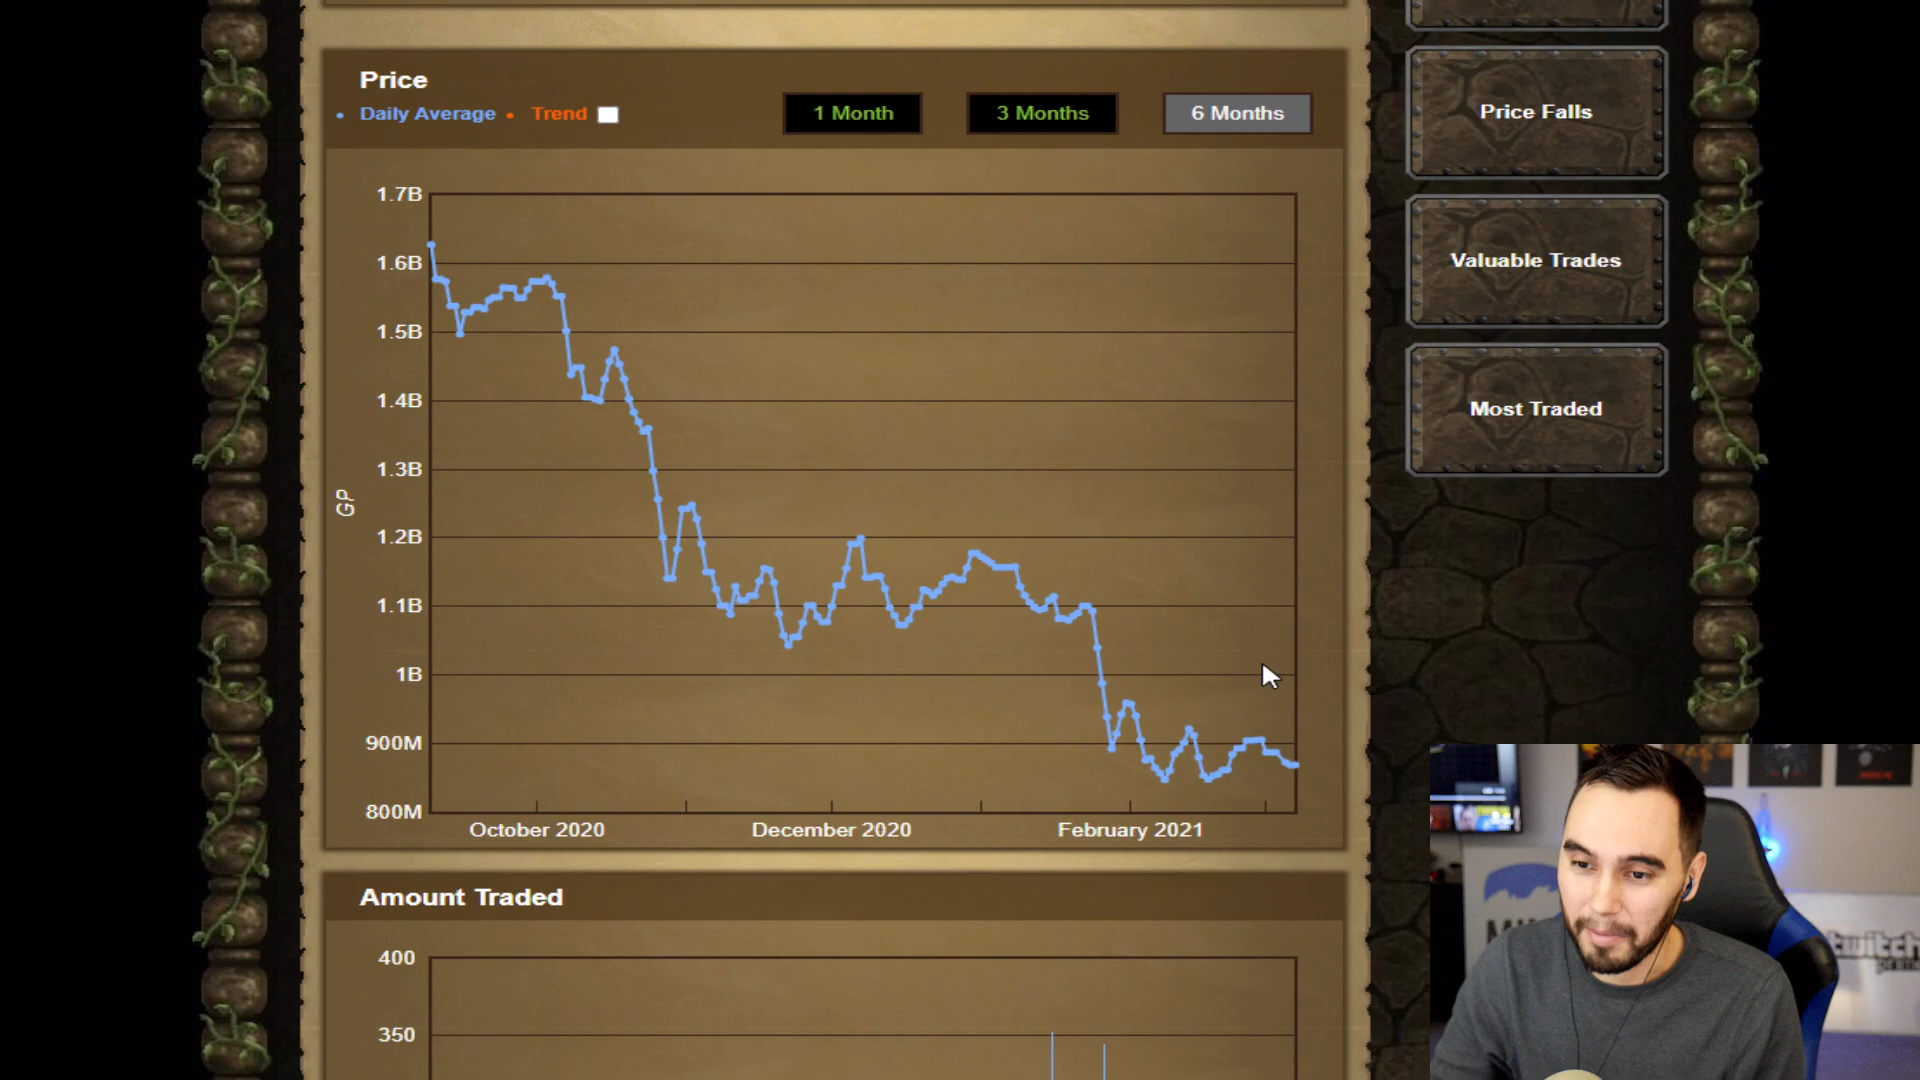 Price
Daily Average
Trend
1 Month
3 Months
6 Months
1.7B
1.6B
1.5B
1.4B
1.3B
1.2B
1.1B
1B
900M
800M
GP
October 2020
December 2020
February 2021
Amount Traded
400
350
Price Falls
Valuable Trades
Most Traded
twitch
prime